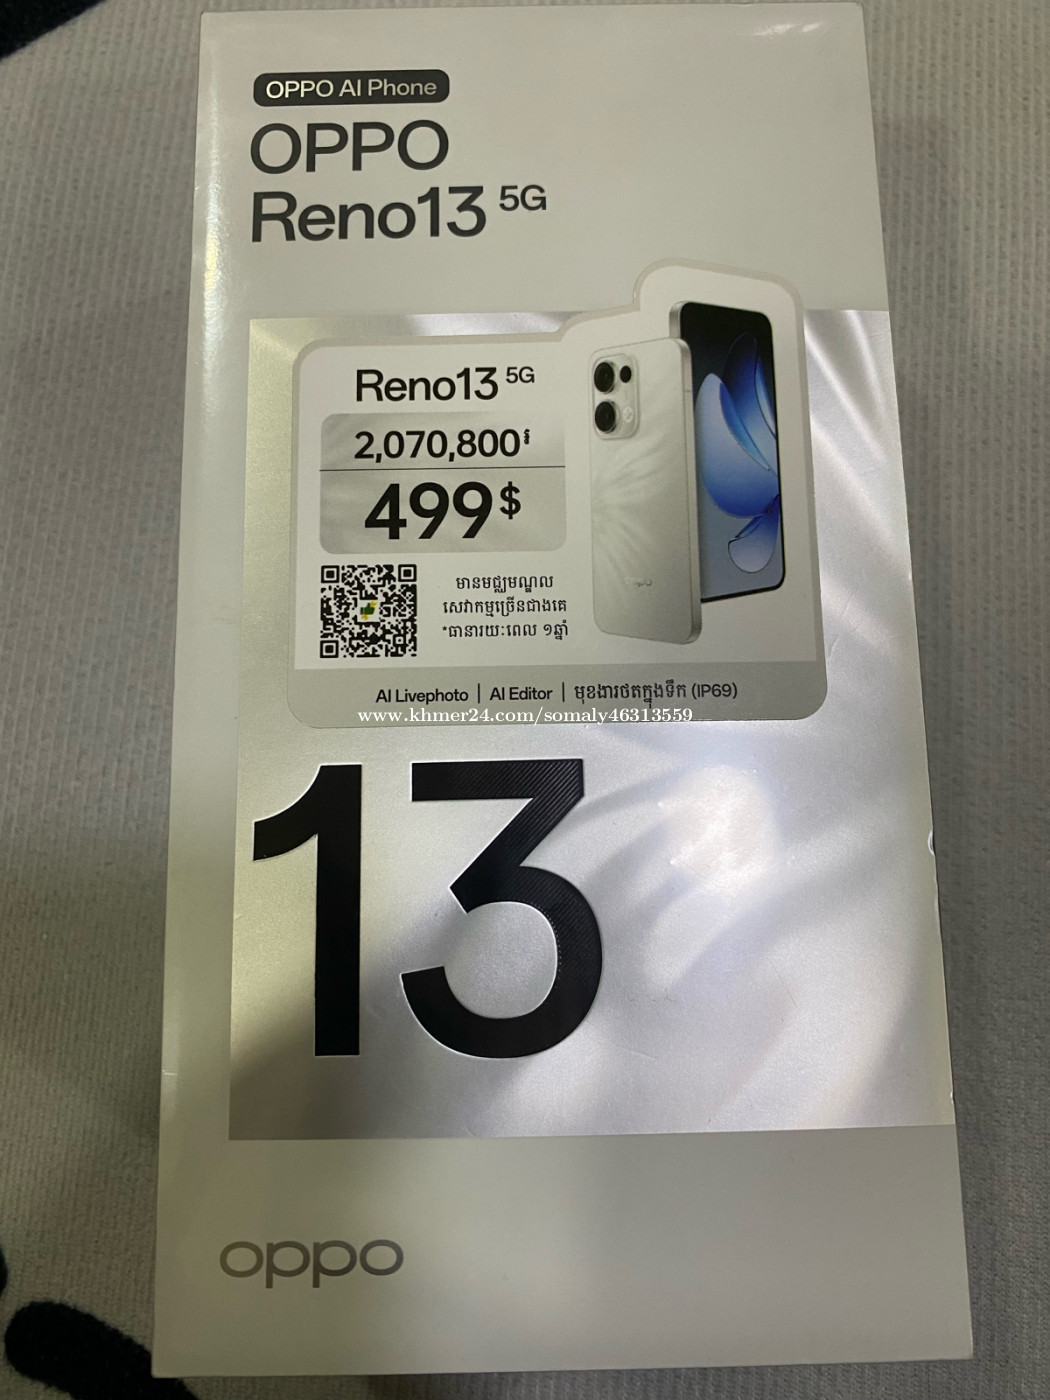 OPPO AI Phone
OPPO
Reno13 5G
Reno13 5G
2,070,800៛
499$
មានមជ្ឈមណ្ឌល
សេវាកម្មច្រើនជាងគេ
*ធានារយៈពេល ១ឆ្នាំ
AI Livephoto | AI Editor | មុខងារថតក្នុងទឹក (IP69)
www.khmer24.com/somaly46313559
13
oppo